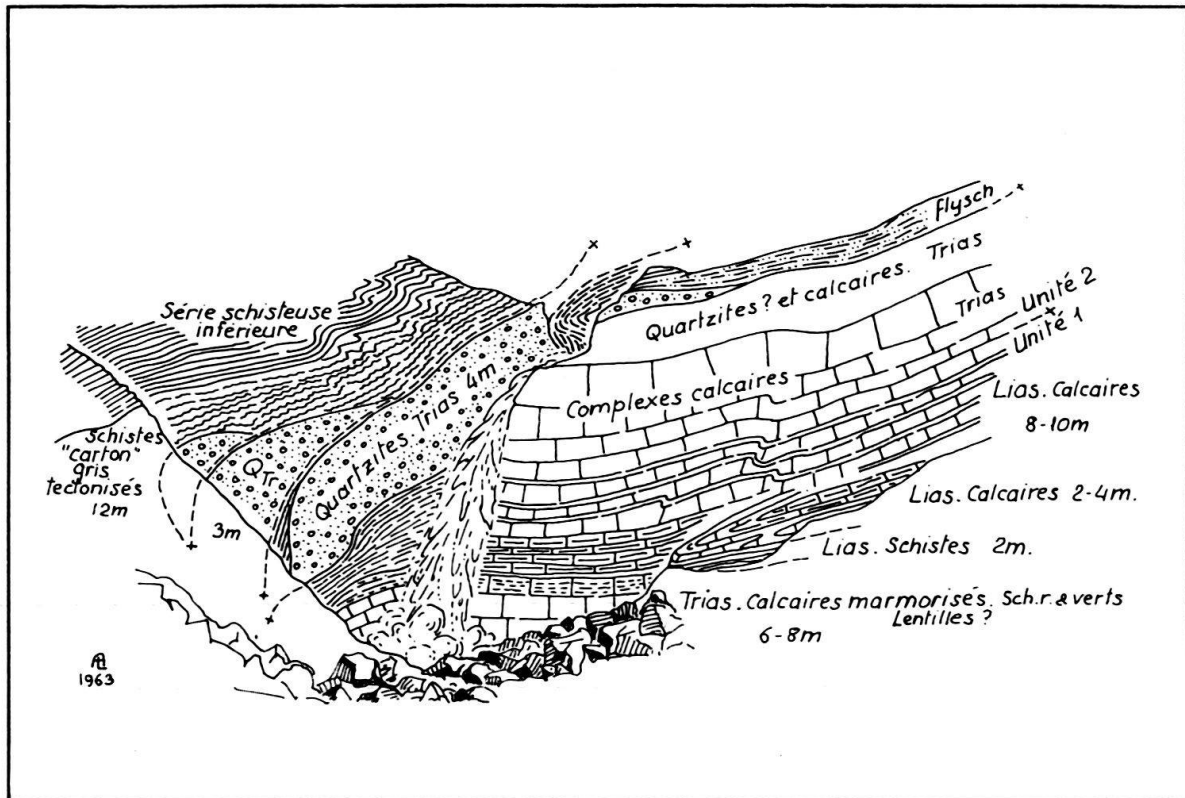 flysch
Quartzites? et calcaires. Trias
Trias
Unité 2
Unité 1
Série schisteuse
inférieure
Quartzites Trias 4m
Complexes calcaires
Lias. Calcaires
8-10m
Schistes
"carton"
gris
tectonisés
12m
QTr
3m
Lias. Calcaires 2-4m.
Lias. Schistes 2m.
Trias. Calcaires marmorisés. Sch.r. & verts
Lentilles?
6-8m
1963